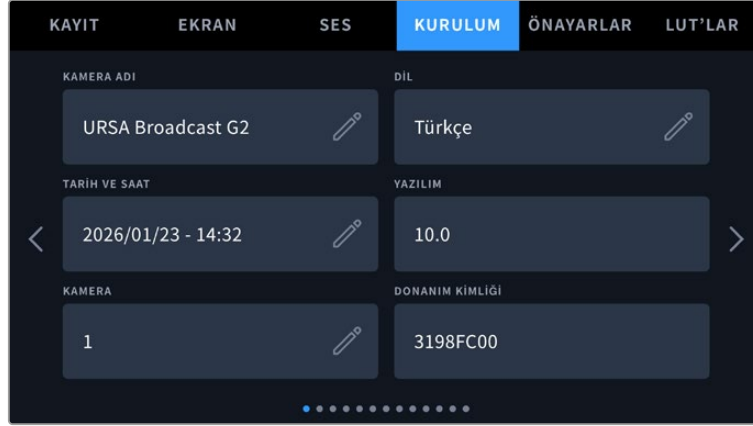 KAYIT EKRAN SES KURULUM ÖNAYARLAR LUT’LAR
KAMERA ADI DİL
URSA Broadcast G2 Türkçe
TARİH VE SAAT YAZILIM
2026/01/23 - 14:32 10.0
KAMERA DONANIM KİMLİĞİ
1 3198FC00